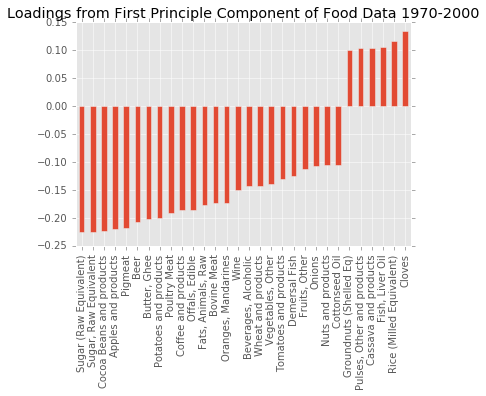 Loadings from First Principle Component of Food Data 1970-2000
0.15
0.10
0.05
0.00
−0.05
−0.10
−0.15
−0.20
−0.25
Sugar (Raw Equivalent)
Sugar, Raw Equivalent
Cocoa Beans and products
Apples and products
Pigmeat
Beer
Butter, Ghee
Potatoes and products
Poultry Meat
Coffee and products
Offals, Edible
Fats, Animals, Raw
Bovine Meat
Oranges, Mandarines
Wine
Beverages, Alcoholic
Wheat and products
Vegetables, Other
Tomatoes and products
Demersal Fish
Fruits, Other
Onions
Nuts and products
Cottonseed Oil
Groundnuts (Shelled Eq)
Pulses, Other and products
Cassava and products
Fish, Liver Oil
Rice (Milled Equivalent)
Cloves